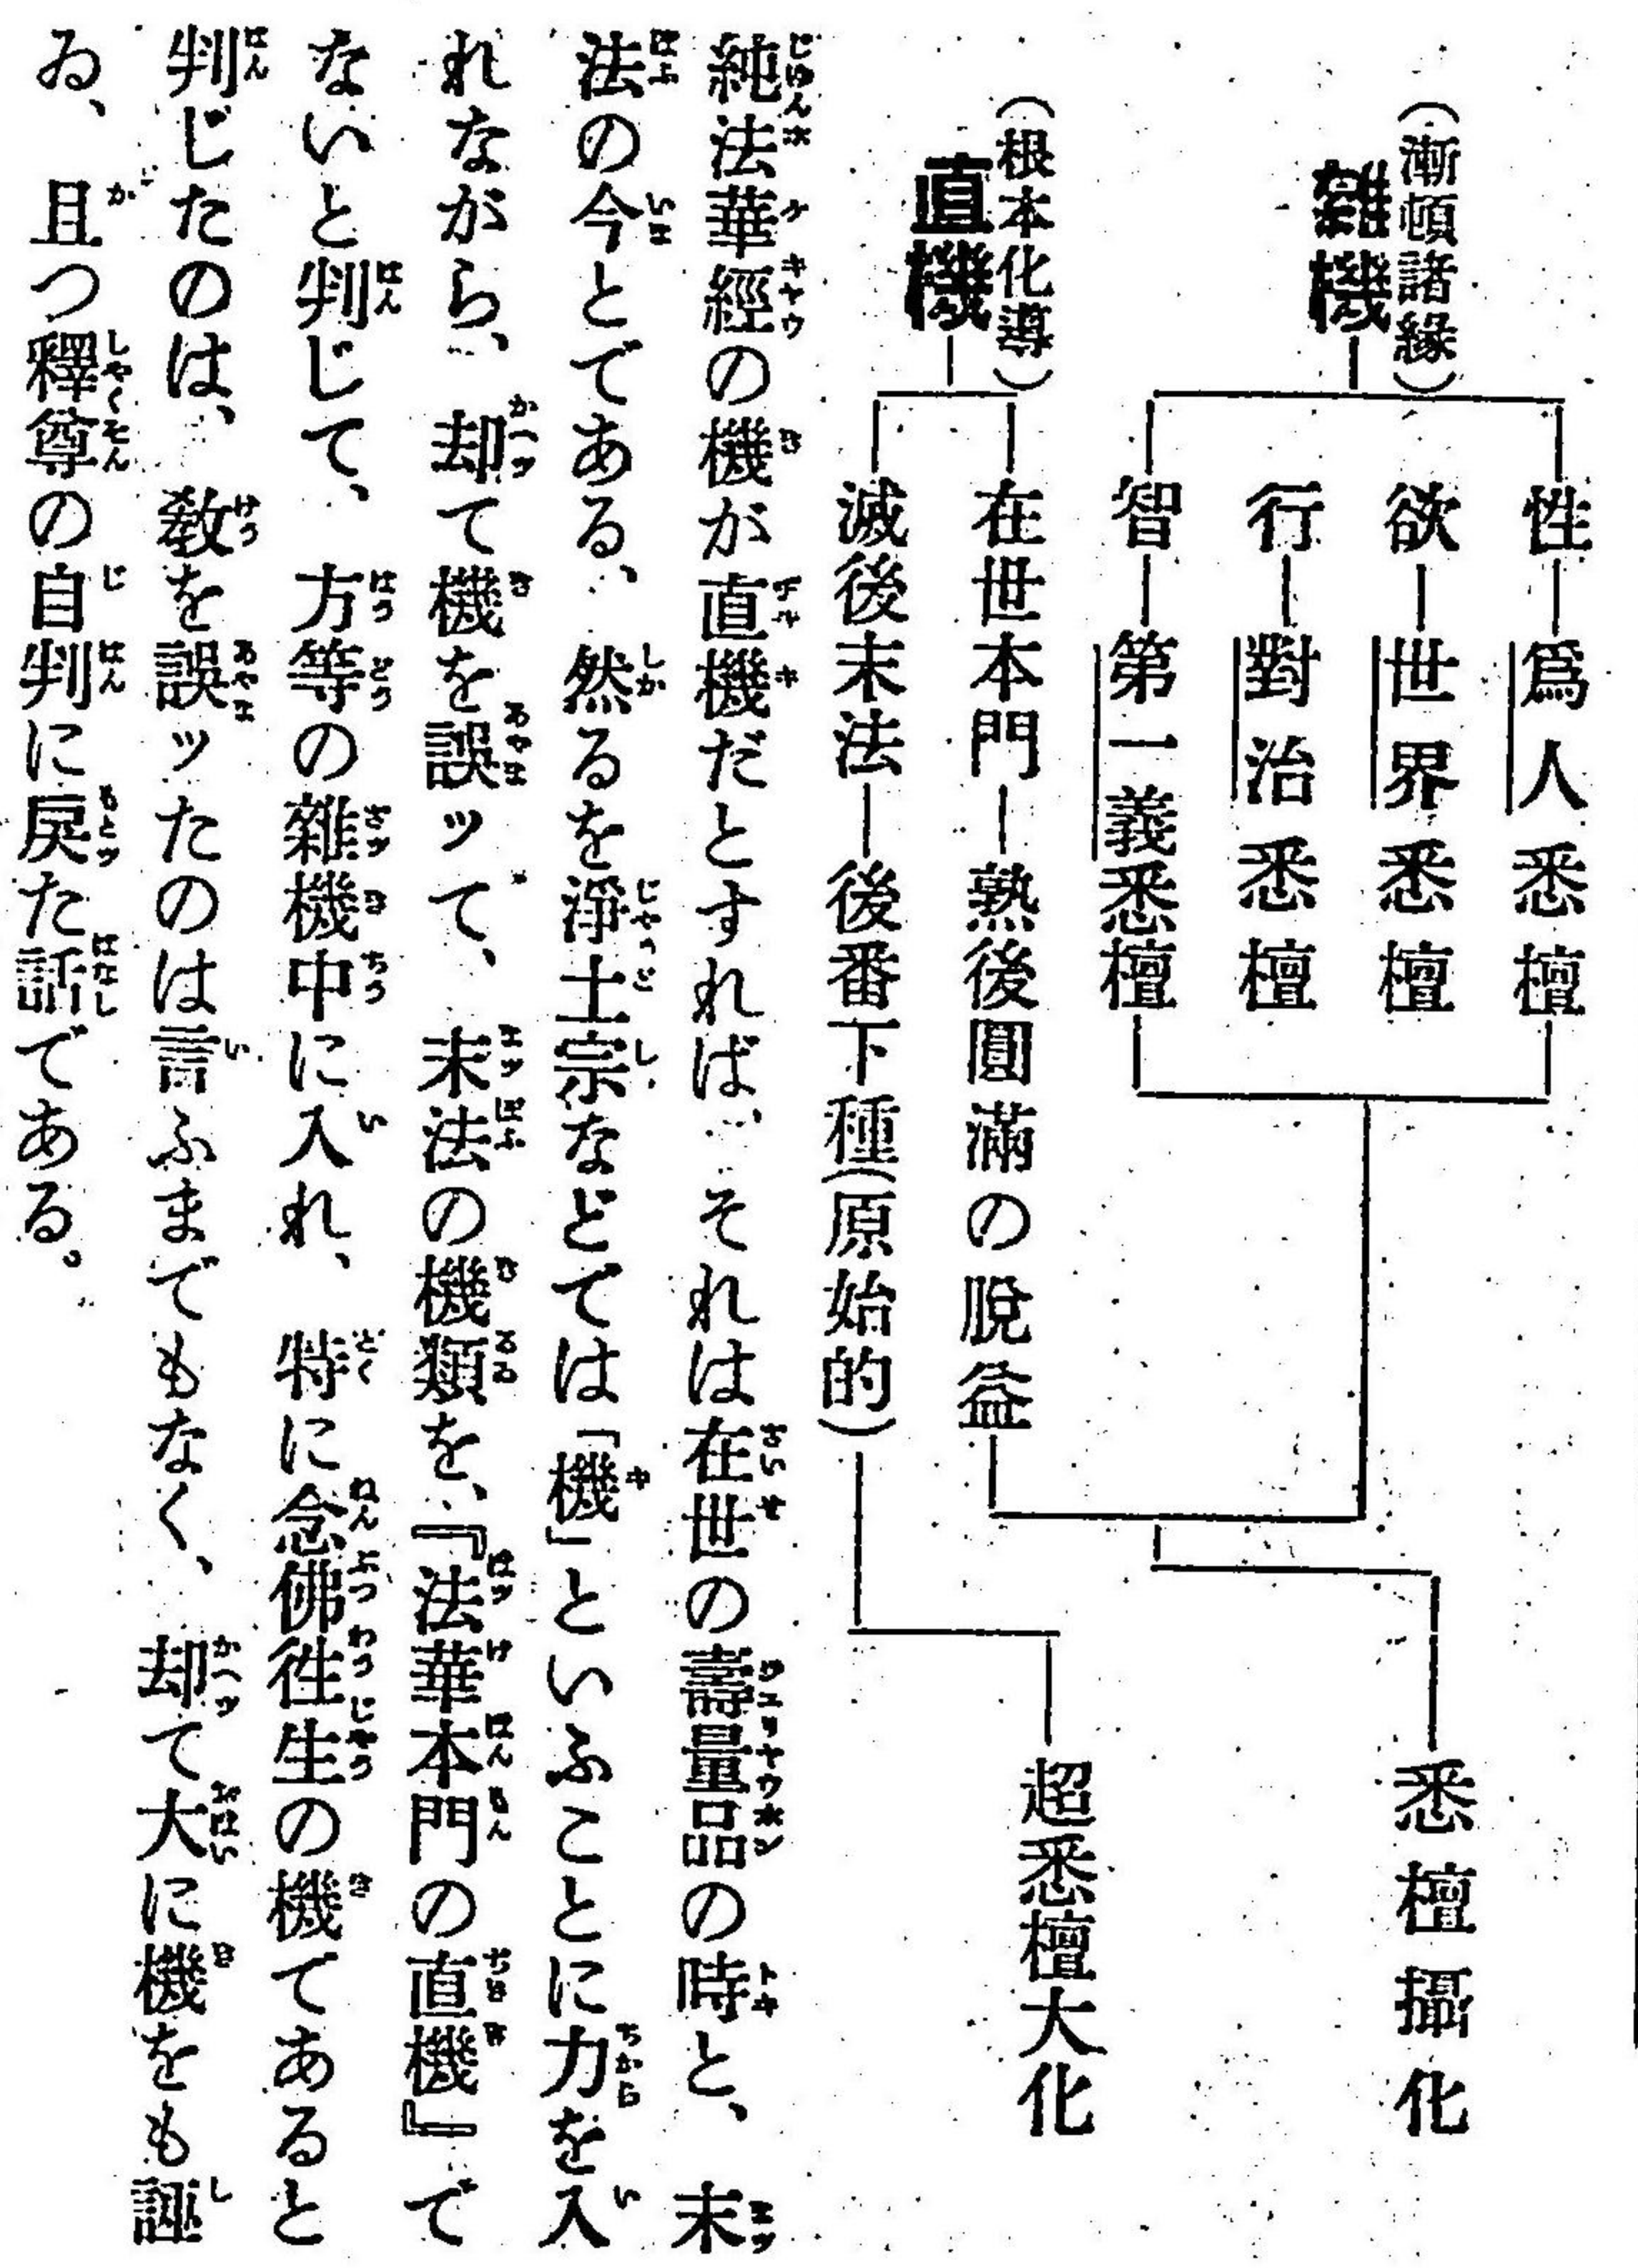 (漸頓諸緣)
雜機
性―爲人悉檀
欲―世界悉檀
行―對治悉檀
智―第一義悉檀
悉檀攝化
(根本化導)
直機
在世本門―熟後圓滿の脫益
滅後末法―後番下種(原始的)
超悉檀大化
純法華經の機が直機だとすれば、それは在世の壽量品の時と、末
法の今とである、然るを淨土宗などでは「機」といふことに力を入
れながら、却て機を誤ッて、末法の機類を、『法華本門の直機』で
ないと判じて、方等の雜機中に入れ、特に念佛徃生の機てあると
判じたのは、敎を誤ッたのは言ふまでもなく、却て大に機をも誣
ゐ、且つ釋尊の自判に戾た話である。